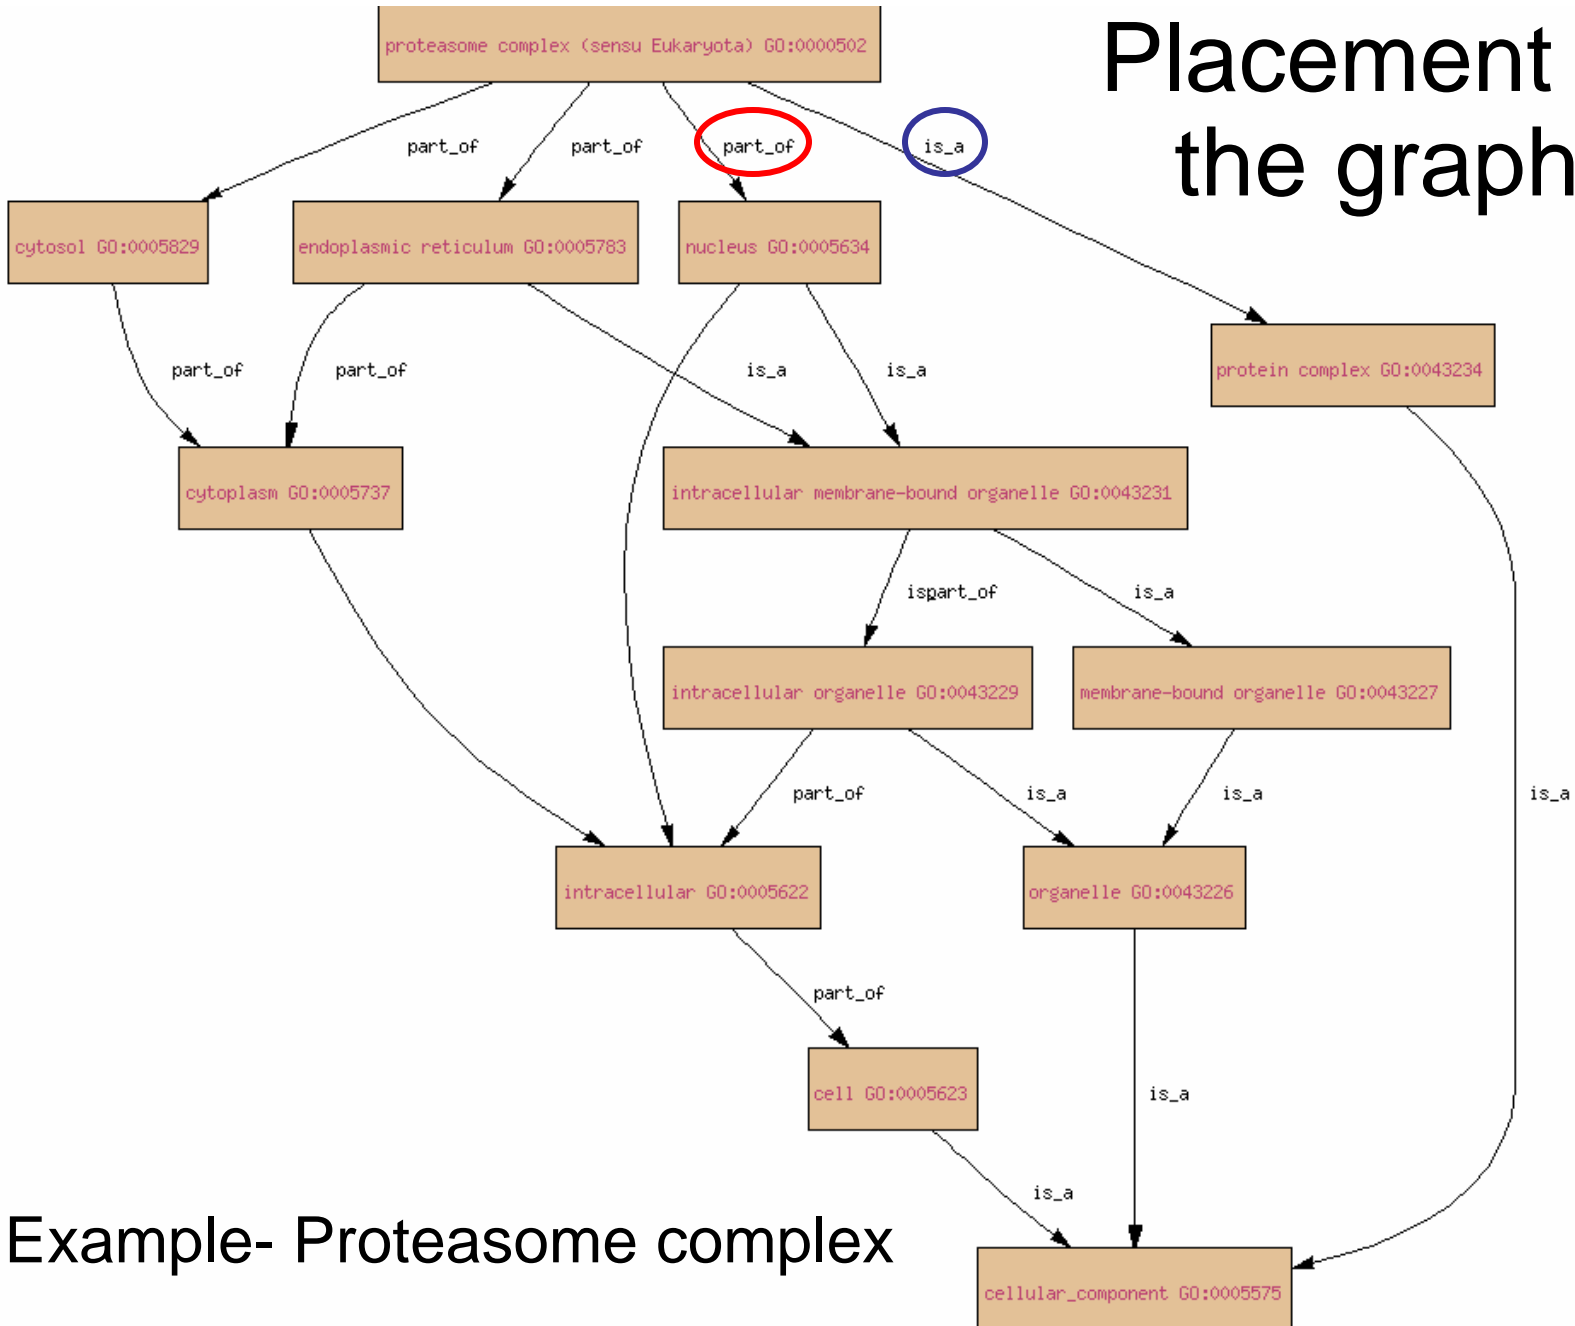 proteasome complex (sensu Eukaryota) GO:0000502
Placement
the graph
part_of
part_of
part_of
is_a
cytosol GO:0005829
endoplasmic reticulum GO:0005783
nucleus GO:0005634
part_of
part_of
is_a
is_a
protein complex GO:0043234
cytoplasm GO:0005737
intracellular membrane-bound organelle GO:0043231
ispart_of
is_a
intracellular organelle GO:0043229
membrane-bound organelle GO:0043227
part_of
is_a
is_a
is_a
intracellular GO:0005622
organelle GO:0043226
part_of
cell GO:0005623
is_a
is_a
Example- Proteasome complex
cellular_component GO:0005575